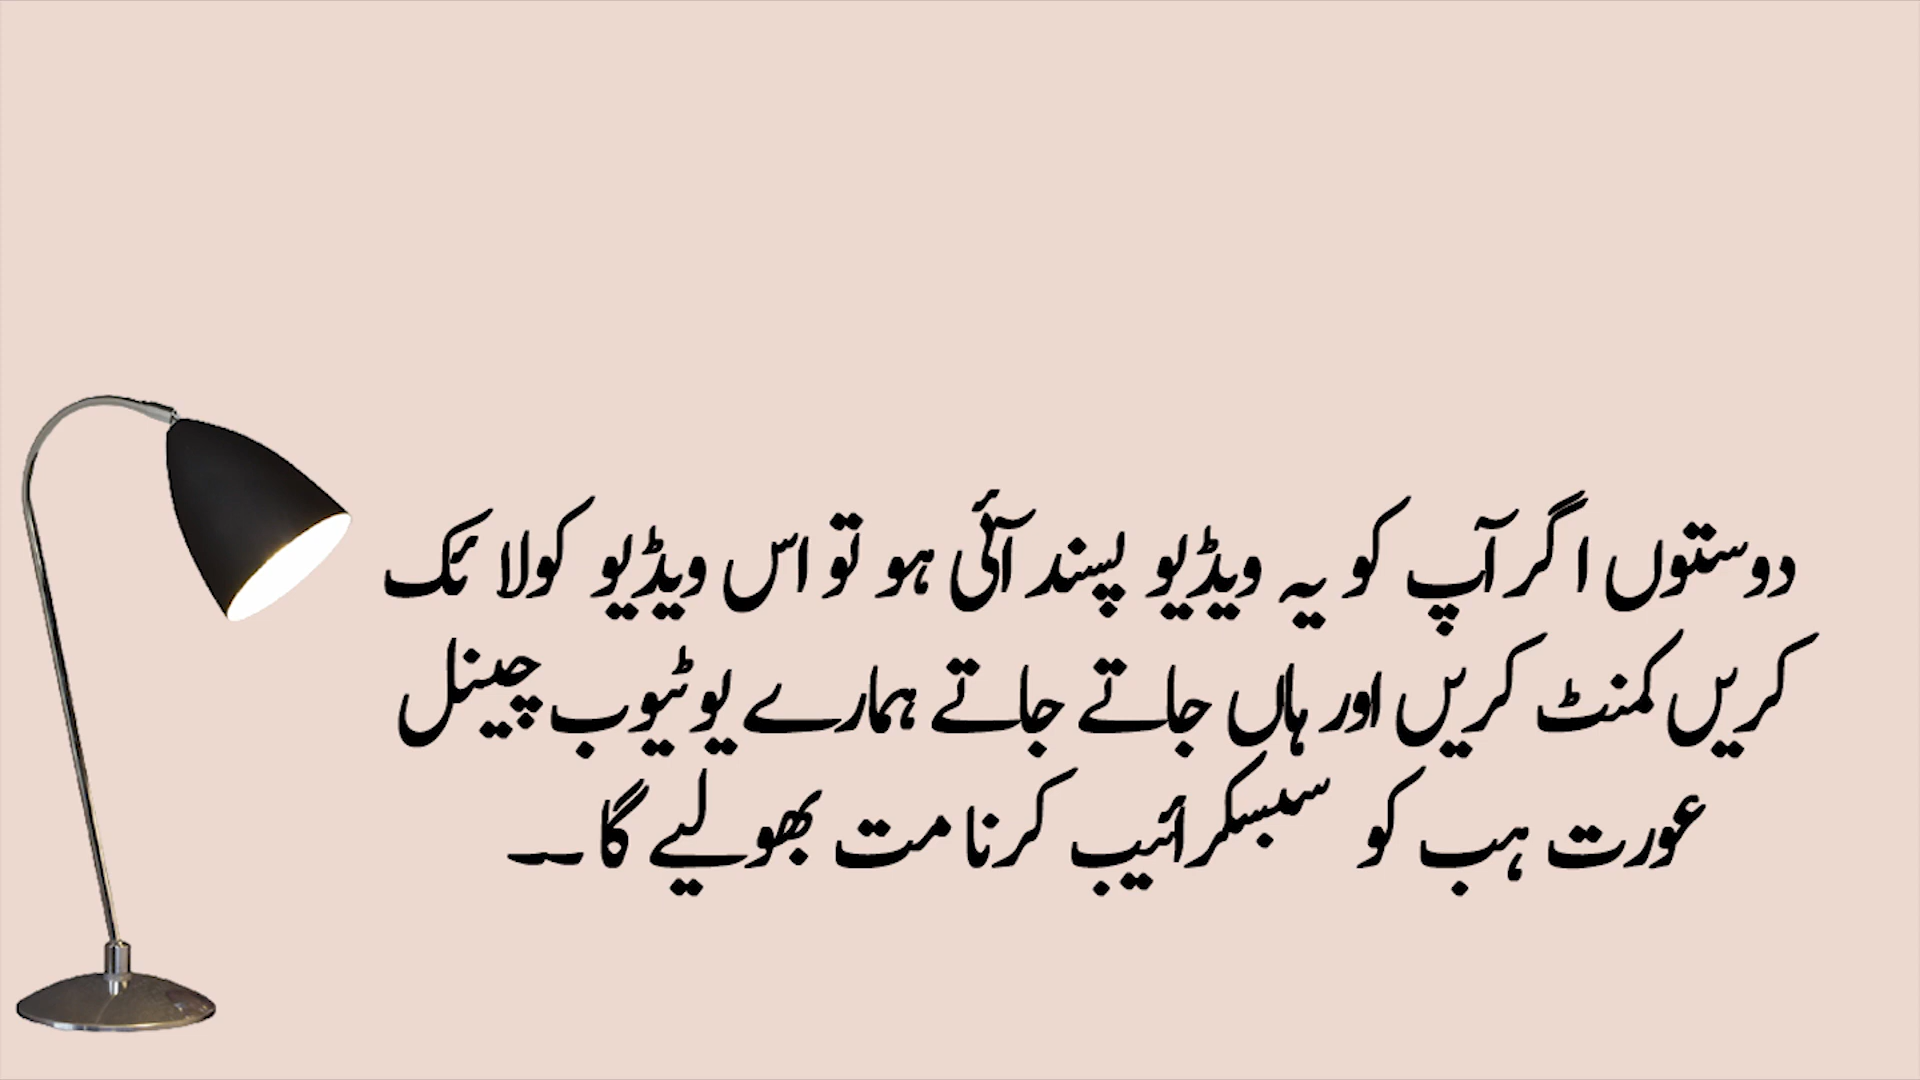 دوستوں اگر آپ کو یہ ویڈیو پسند آئی ہو تو اس ویڈیو کو لائک
کریں کمنٹ کریں اور ہاں جاتے جاتے ہمارے یوٹیوب چینل
عورت ہب کو سبسکرائیب کرنا مت بھولیے گا ۔۔